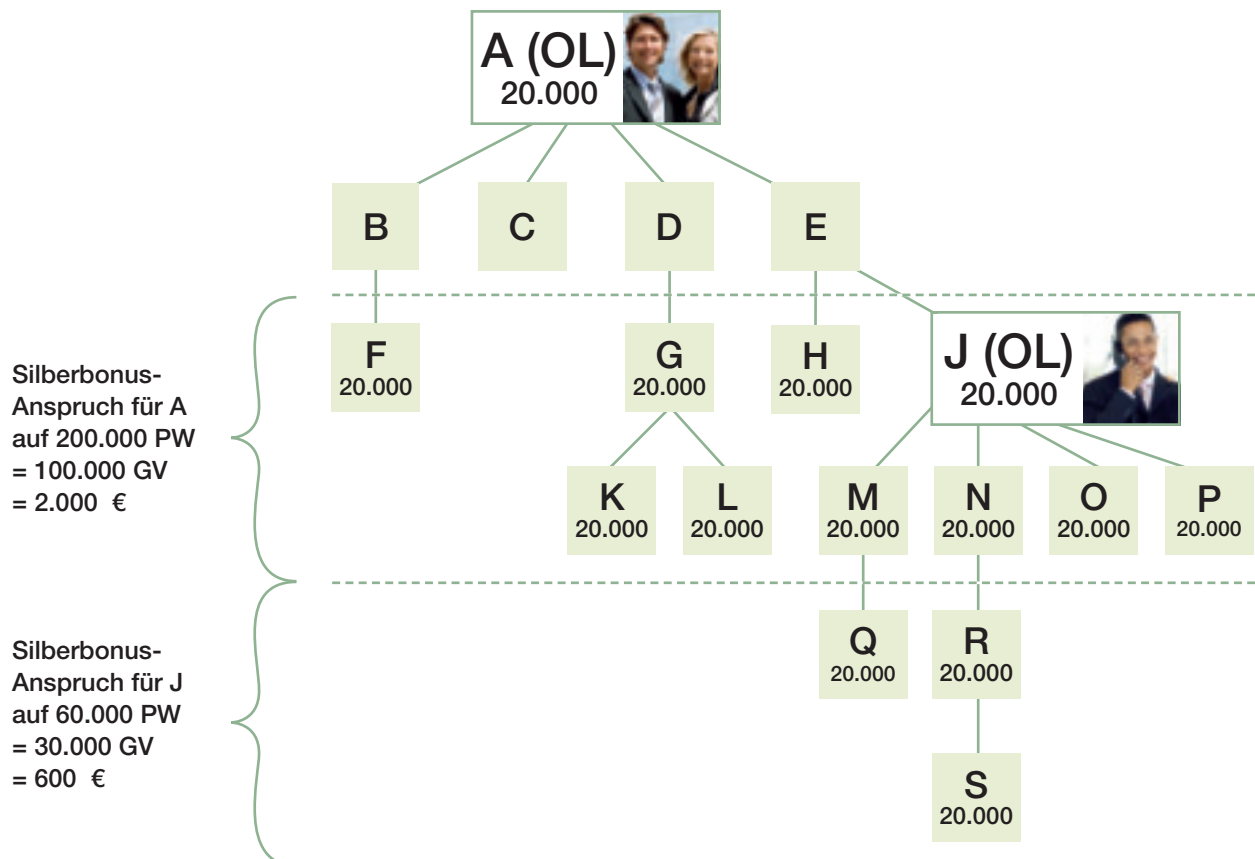 A (OL)
20.000
B
C
D
E
F
20.000
G
20.000
H
20.000
J (OL)
20.000
Silberbonus-
Anspruch für A
auf 200.000 PW
= 100.000 GV
= 2.000 €
K
20.000
L
20.000
M
20.000
N
20.000
O
20.000
P
20.000
Silberbonus-
Anspruch für J
auf 60.000 PW
= 30.000 GV
= 600 €
Q
20.000
R
20.000
S
20.000